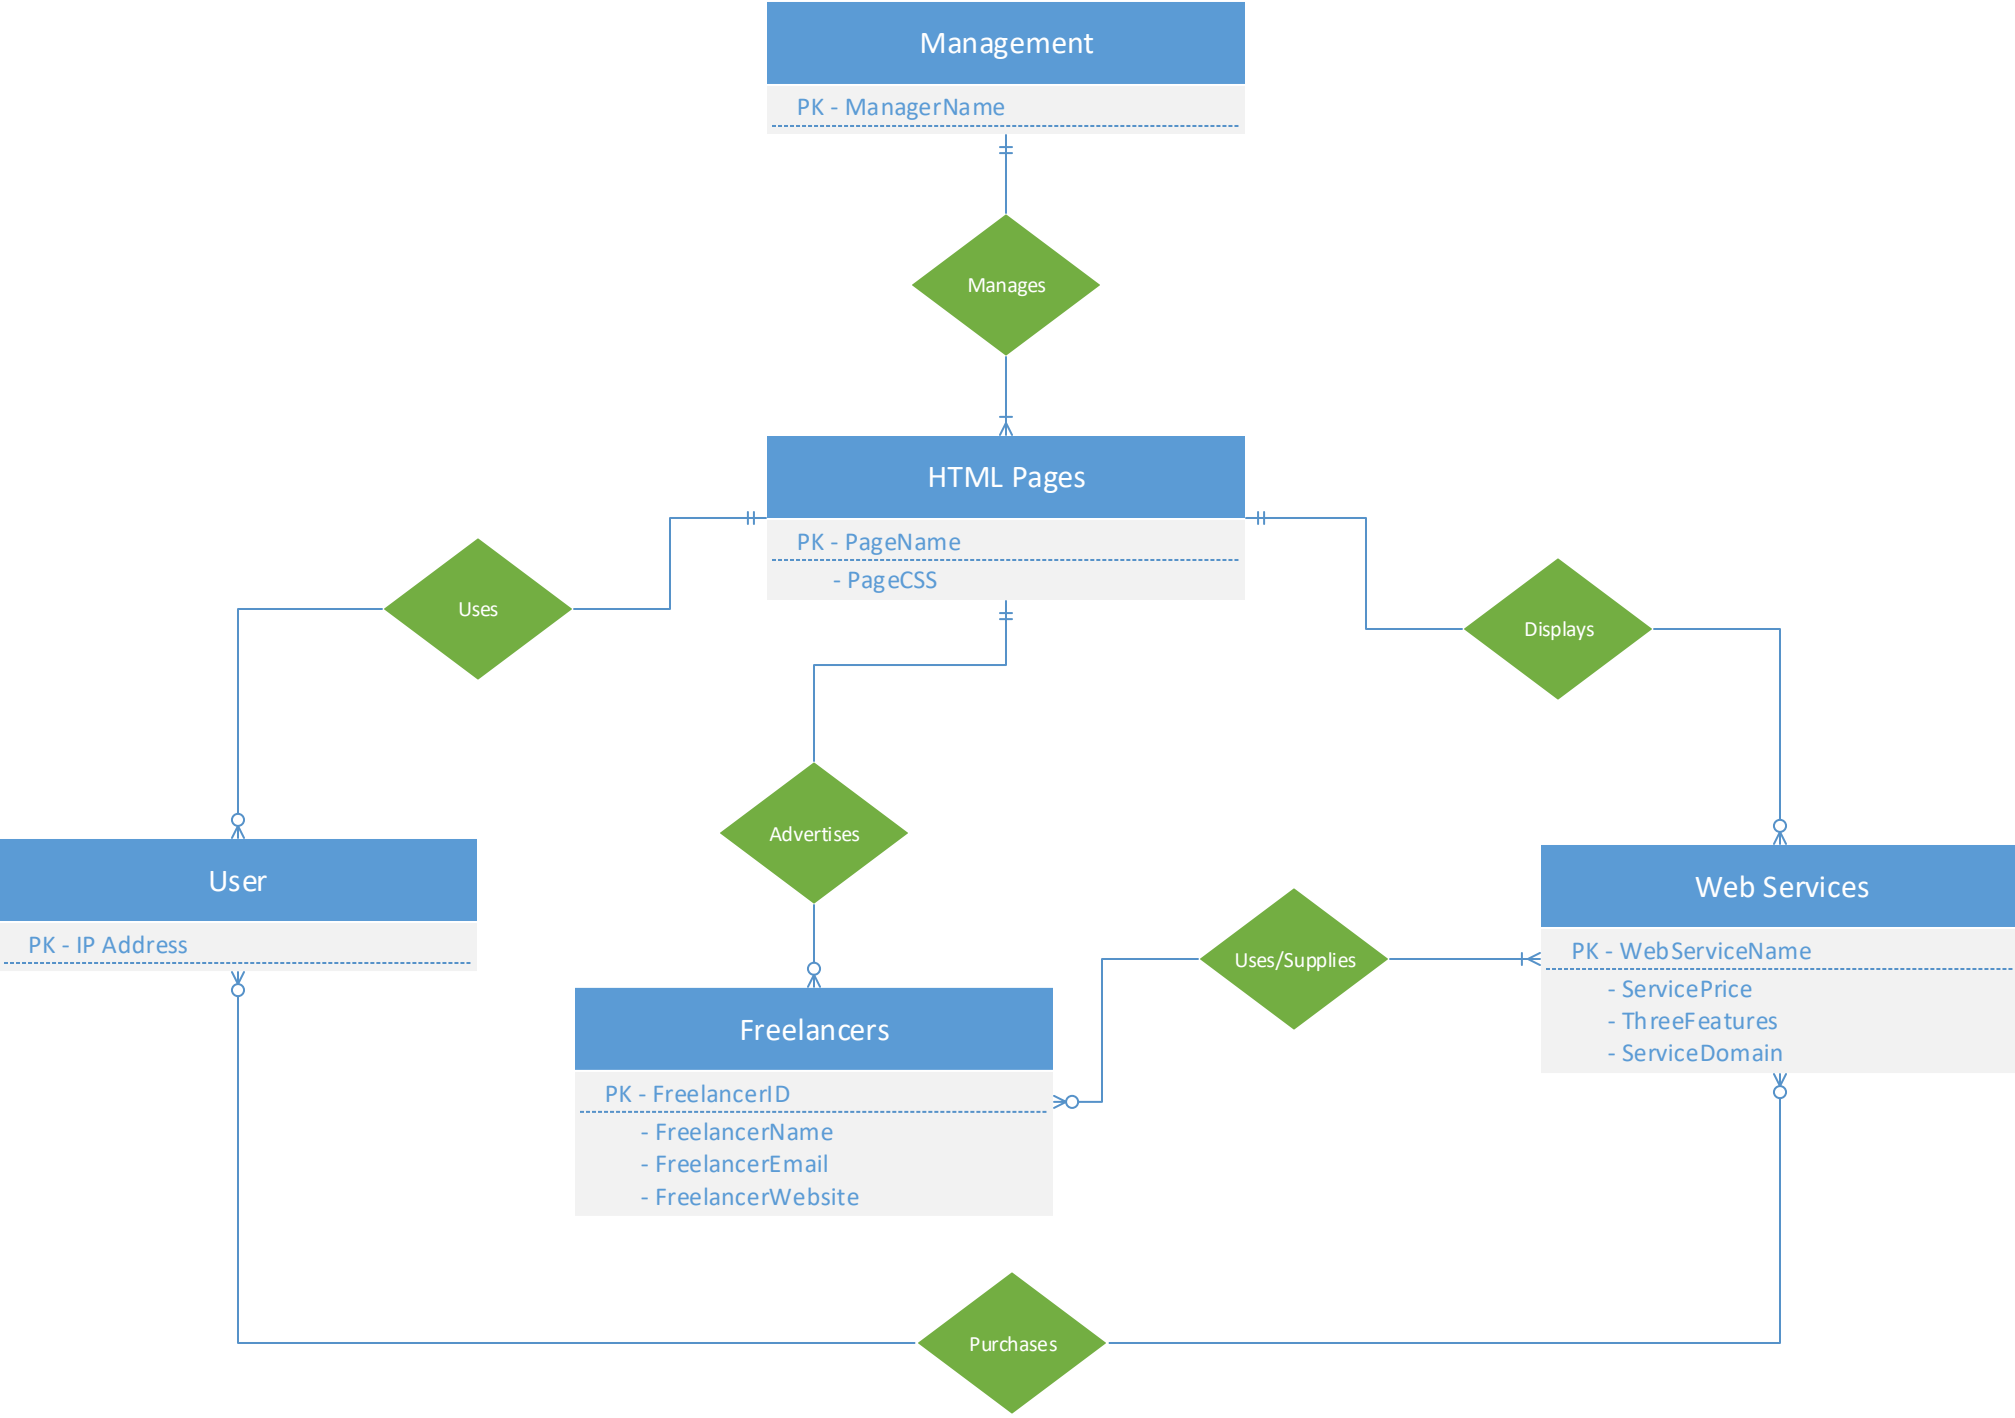 Management
PK - ManagerName
Manages
HTML Pages
PK - PageName
- PageCSS
Uses
Displays
Advertises
User
PK - IP Address
Web Services
PK - WebServiceName
- ServicePrice
- ThreeFeatures
- ServiceDomain
Uses/Supplies
Freelancers
PK - FreelancerID
- FreelancerName
- FreelancerEmail
- FreelancerWebsite
Purchases